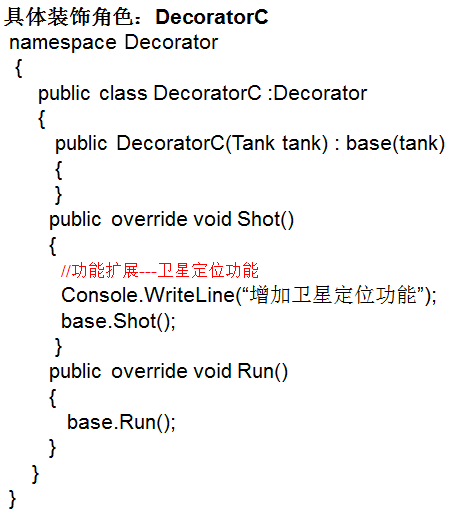 具体装饰角色：DecoratorC
namespace Decorator
{
public class DecoratorC :Decorator
{
public DecoratorC(Tank tank) : base(tank)
{
}
public override void Shot()
{
//功能扩展---卫星定位功能
Console.WriteLine(“增加卫星定位功能”);
base.Shot();
}
public override void Run()
{
base.Run();
}
}
}